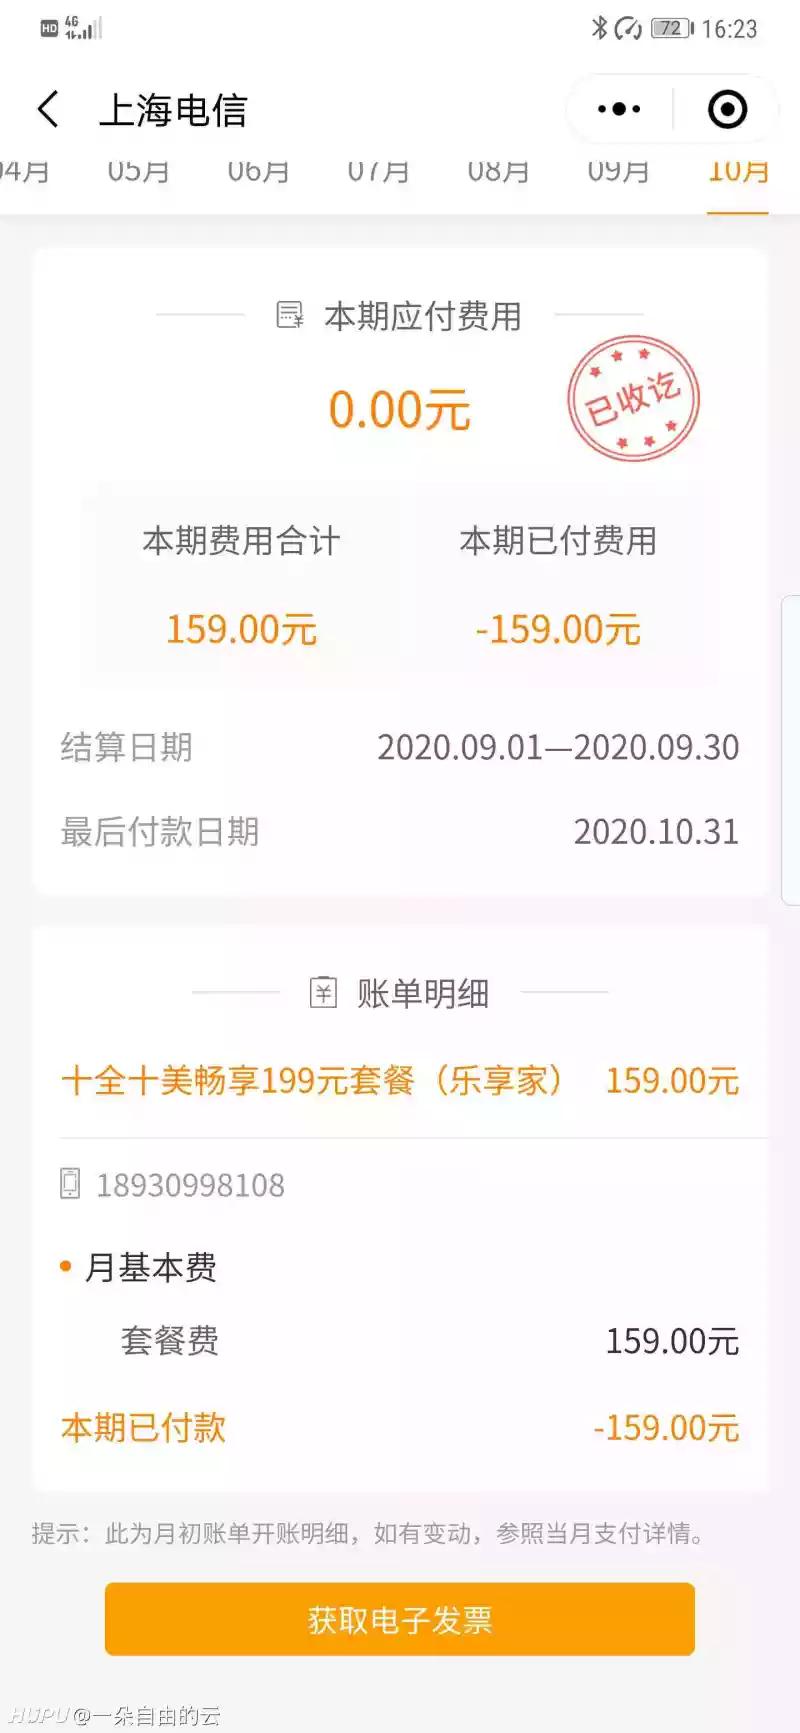 HD 4G 72 16:23
上海电信
04月 05月 06月 07月 08月 09月 10月
本期应付费用
0.00元
已收讫
本期费用合计 本期已付费用
159.00元 -159.00元
结算日期 2020.09.01—2020.09.30
最后付款日期 2020.10.31
账单明细
十全十美畅享199元套餐（乐享家） 159.00元
18930998108
月基本费
套餐费 159.00元
本期已付款 -159.00元
提示：此为月初账单开账明细，如有变动，参照当月支付详情。
获取电子发票
HUPU@一朵自由的云